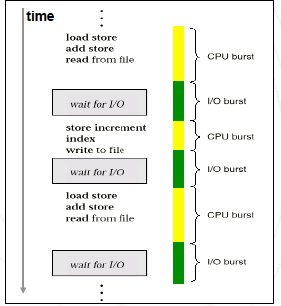 time
load store
add store
read from file
CPU burst
wait for I/O
I/O burst
store increment
index
write to file
CPU burst
wait for I/O
I/O burst
load store
add store
read from file
CPU burst
wait for I/O
I/O burst